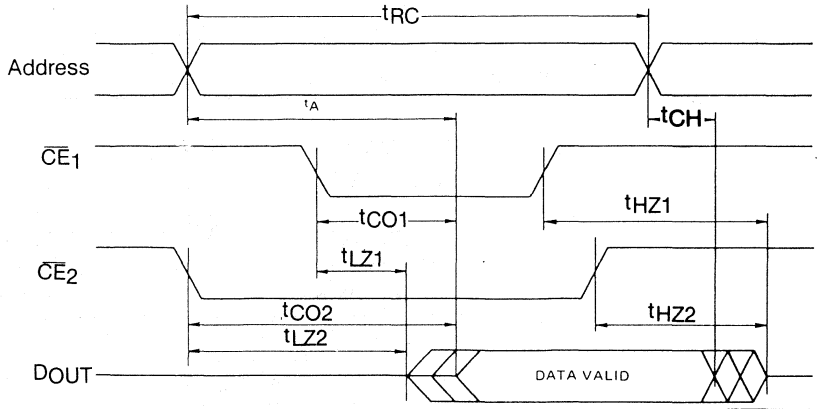 tRC
Address
tA
tCH
CE1
tCO1
tHZ1
tLZ1
CE2
tCO2
tHZ2
tLZ2
DOUT
DATA VALID